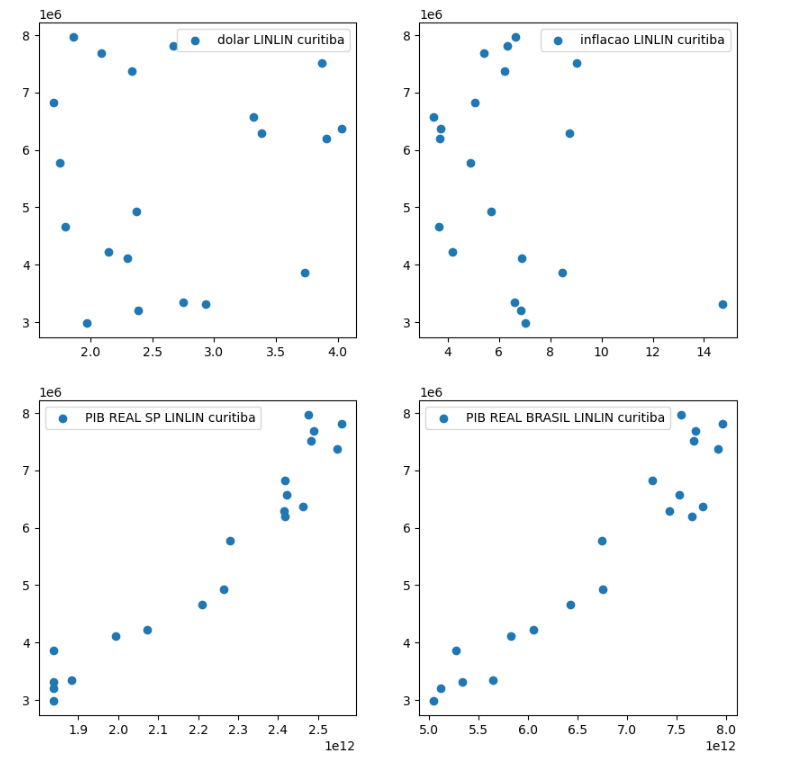 1e6
dolar LINLIN curitiba
8
7
6
5
4
3
2.0 2.5 3.0 3.5 4.0
1e6
inflacao LINLIN curitiba
8
7
6
5
4
3
4 6 8 10 12 14
1e6
PIB REAL SP LINLIN curitiba
8
7
6
5
4
3
1.9 2.0 2.1 2.2 2.3 2.4 2.5
1e12
1e6
PIB REAL BRASIL LINLIN curitiba
8
7
6
5
4
3
5.0 5.5 6.0 6.5 7.0 7.5 8.0
1e12